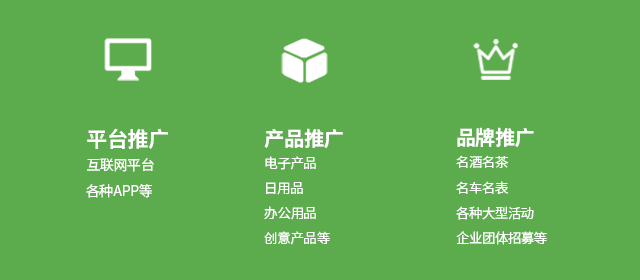 平台推广
互联网平台
各种APP等
产品推广
电子产品
日用品
办公用品
创意产品等
品牌推广
名酒名茶
名车名表
各种大型活动
企业团体招募等